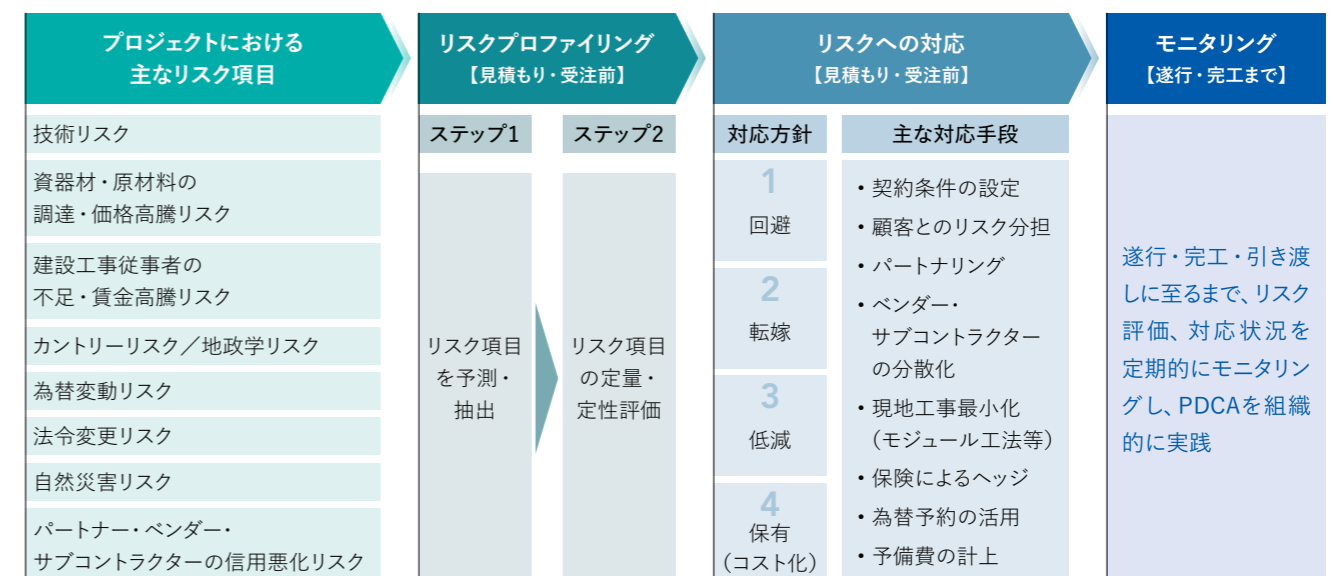 プロジェクトにおける
主なリスク項目
技術リスク
資器材・原材料の
調達・価格高騰リスク
建設工事従事者の
不足・賃金高騰リスク
カントリーリスク／地政学リスク
為替変動リスク
法令変更リスク
自然災害リスク
パートナー・ベンダー・
サブコントラクターの信用悪化リスク
リスクプロファイリング
【見積もり・受注前】
ステップ1
リスク項目
を予測・
抽出
ステップ2
リスク項目
の定量・
定性評価
リスクへの対応
【見積もり・受注前】
対応方針
1
回避
2
転嫁
3
低減
4
保有
（コスト化）
主な対応手段
・契約条件の設定
・顧客とのリスク分担
・パートナリング
・ベンダー・
サブコントラクター
の分散化
・現地工事最小化
（モジュール工法等）
・保険によるヘッジ
・為替予約の活用
・予備費の計上
モニタリング
【遂行・完工まで】
遂行・完工・引き渡
しに至るまで、リスク
評価、対応状況を
定期的にモニタリン
グし、PDCAを組織
的に実践